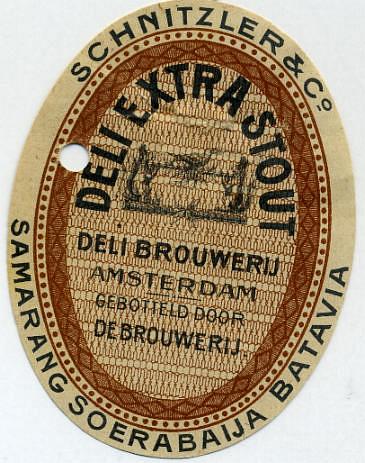 SCHNITZLER & Cº
DELI EXTRA STOUT
DELI BROUWERIJ
AMSTERDAM
GEBOTTELD DOOR
DE BROUWERIJ.
SAMARANG SOERABAIJA BATAVIA